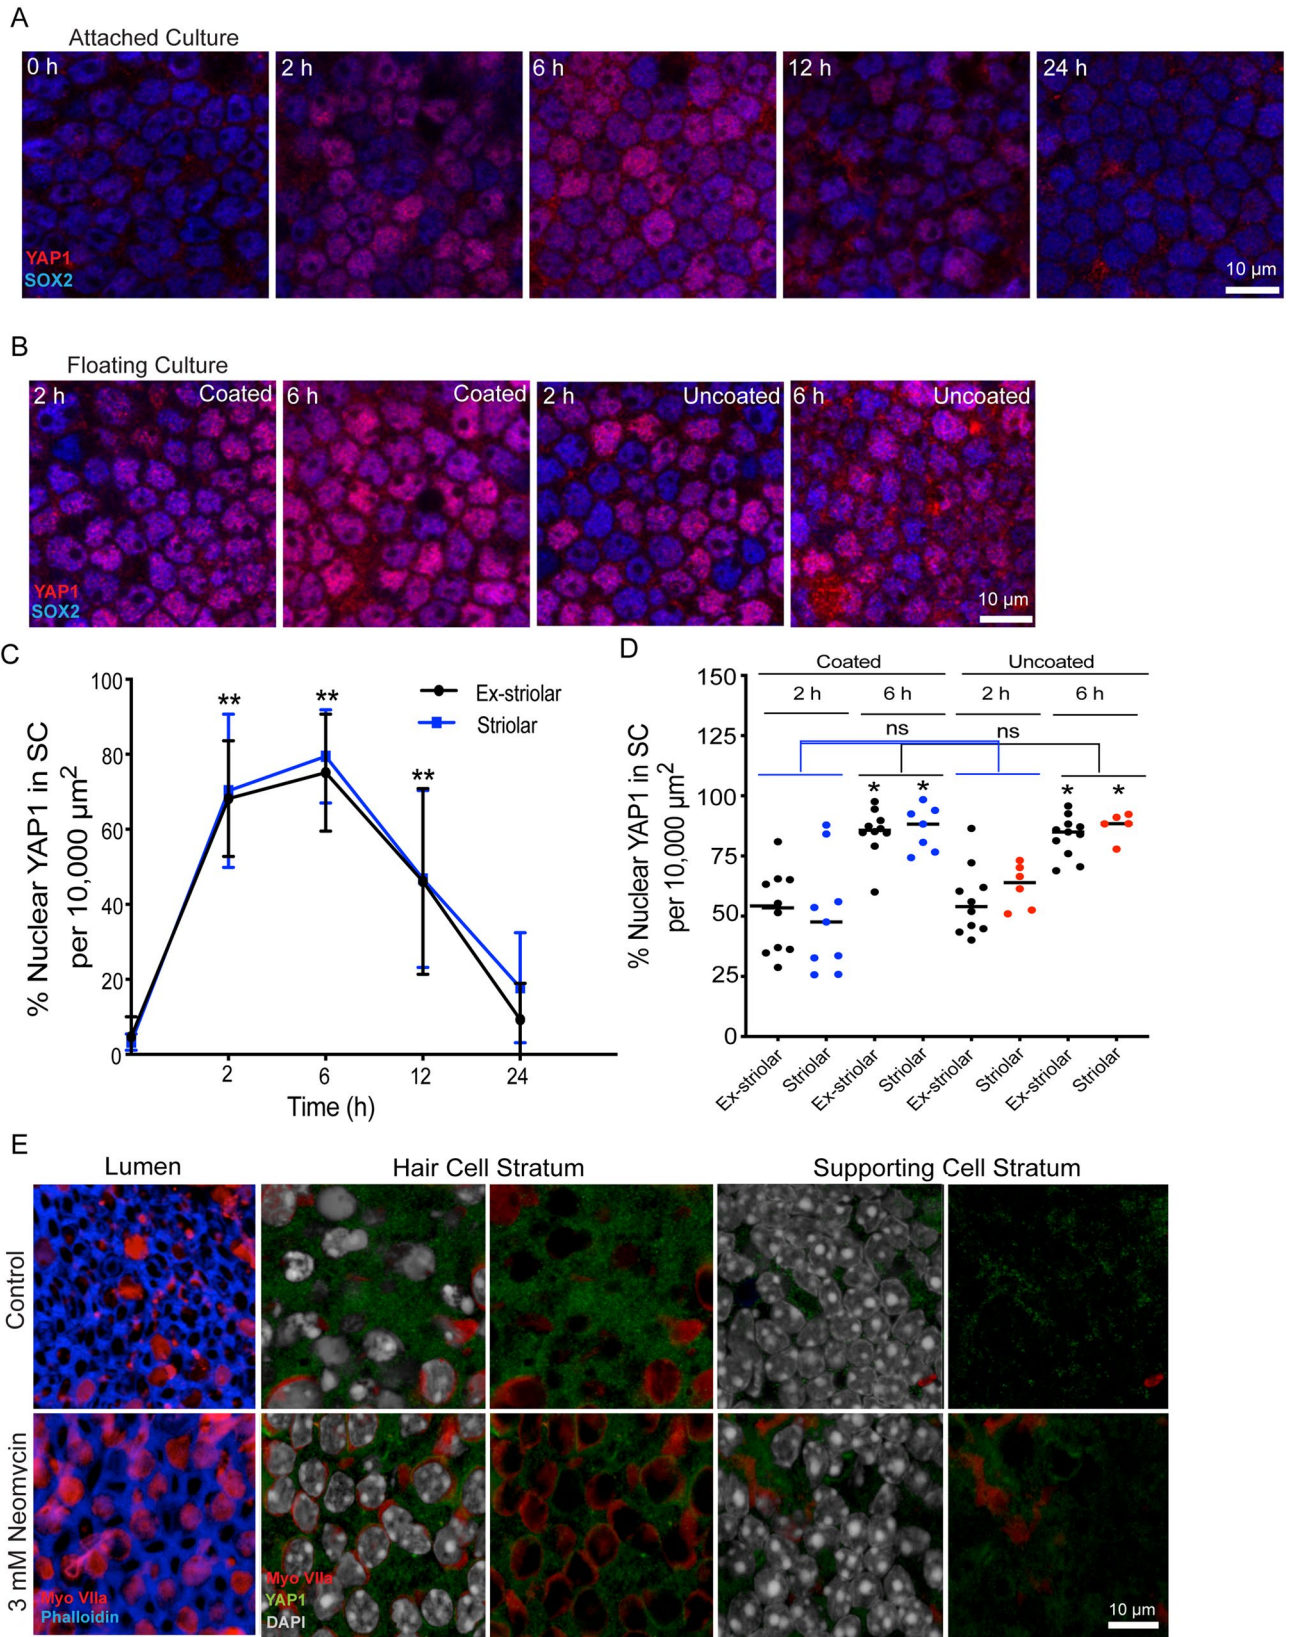 A
Attached Culture
0 h
2 h
6 h
12 h
24 h
YAP1
SOX2
10 µm
B
Floating Culture
2 h
Coated
6 h
Coated
2 h
Uncoated
6 h
Uncoated
YAP1
SOX2
10 µm
C
% Nuclear YAP1 in SC
per 10,000 µm2
100
80
60
40
20
0
**
**
**
Ex-striolar
Striolar
2
6
12
24
Time (h)
D
% Nuclear YAP1 in SC
per 10,000 µm2
150
125
100
75
50
25
0
Coated
Uncoated
2 h
6 h
2 h
6 h
ns
ns
*
*
*
*
Ex-striolar
Striolar
Ex-striolar
Striolar
Ex-striolar
Striolar
Ex-striolar
Striolar
E
Lumen
Hair Cell Stratum
Supporting Cell Stratum
Control
3 mM Neomycin
Myo VIIa
Phalloidin
Myo VIIa
YAP1
DAPI
10 µm